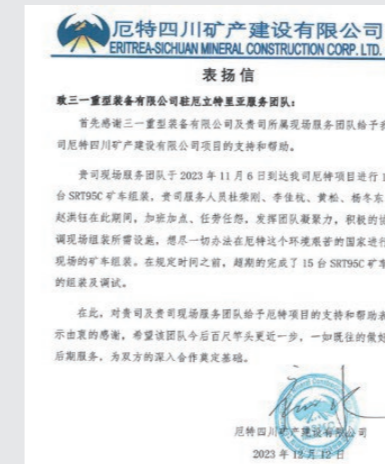 厄特四川矿产建设有限公司
ERITREA-SICHUAN MINERAL CONSTRUCTION CORP. LTD.
表扬信
致三一重型装备有限公司驻厄立特里亚服务团队:
首先感谢三一重型装备有限公司及贵司所属现场服务团队给予我
司厄特四川矿产建设有限公司项目的支持和帮助。
贵司现场服务团队于 2023 年 11 月 6 日到达我司厄特项目进行 1
台 SRT95C 矿车组装,贵司服务人员杜荣刚、李佳杭、黄松、杨冬东
赵洪钰在此期间,加班加点、任劳任怨,发挥团队凝聚力,积极的协
调现场组装所需设施,想尽一切办法在厄特这个环境艰苦的国家进行
现场的矿车组装。在规定时间之前,超期的完成了 15 台 SRT95C 矿车
的组装及调试。
在此,对贵司及贵司现场服务团队给予厄特项目的支持和帮助表
示由衷的感谢,希望该团队今后百尺竿头更近一步,一如既往的做好
后期服务,为双方的深入合作奠定基础。
厄特四川矿产建设有限公司
2023 年 12 月 12 日